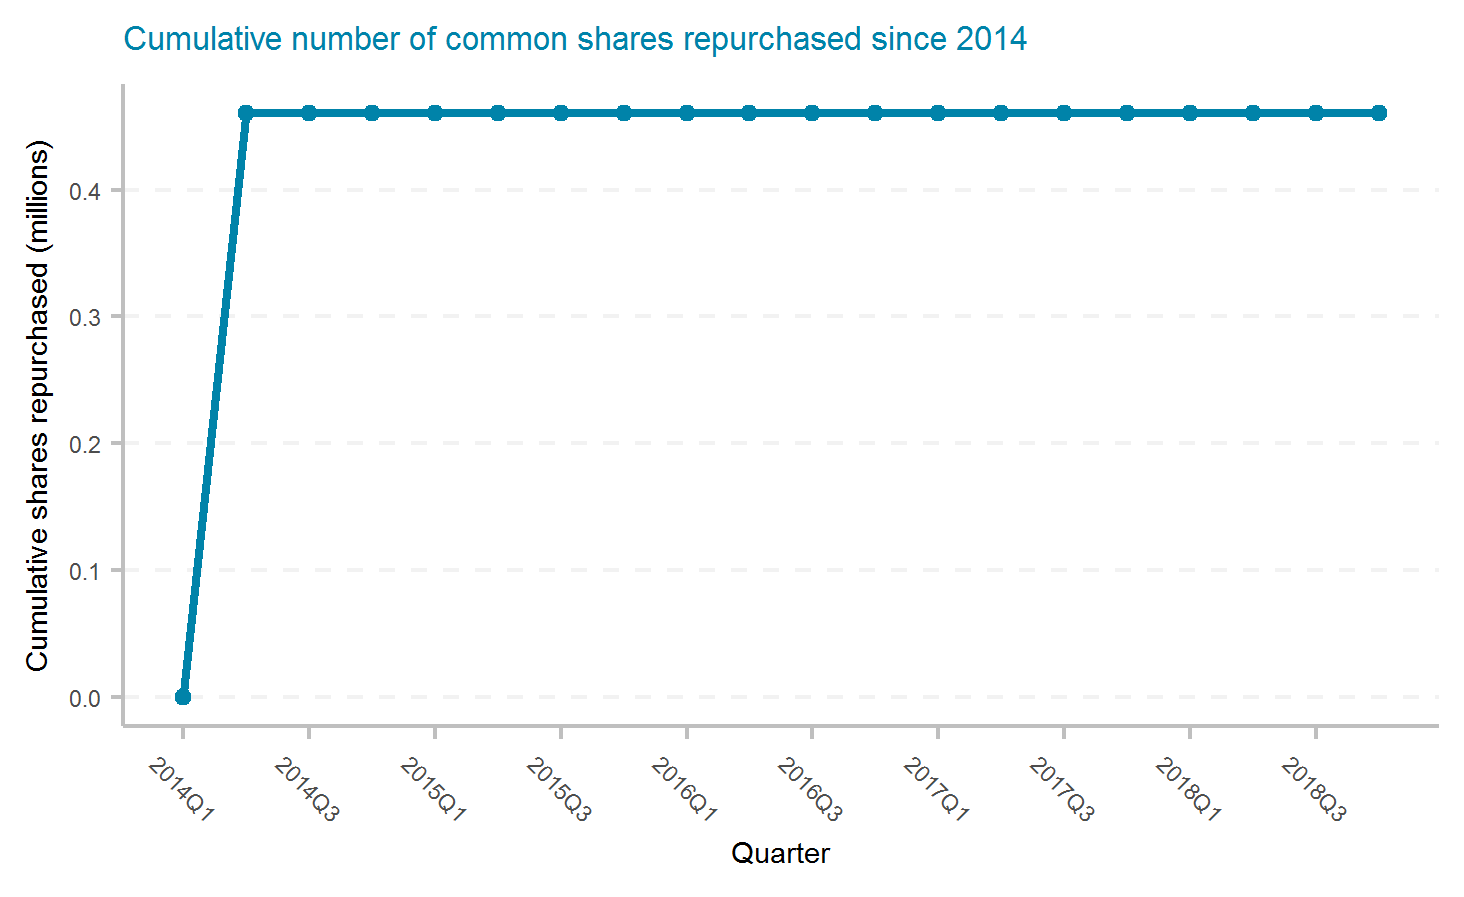 Cumulative number of common shares repurchased since 2014
Cumulative shares repurchased (millions)
0.4
0.3
0.2
0.1
0.0
2014Q1
2014Q3
2015Q1
2015Q3
2016Q1
2016Q3
2017Q1
2017Q3
2018Q1
2018Q3
Quarter